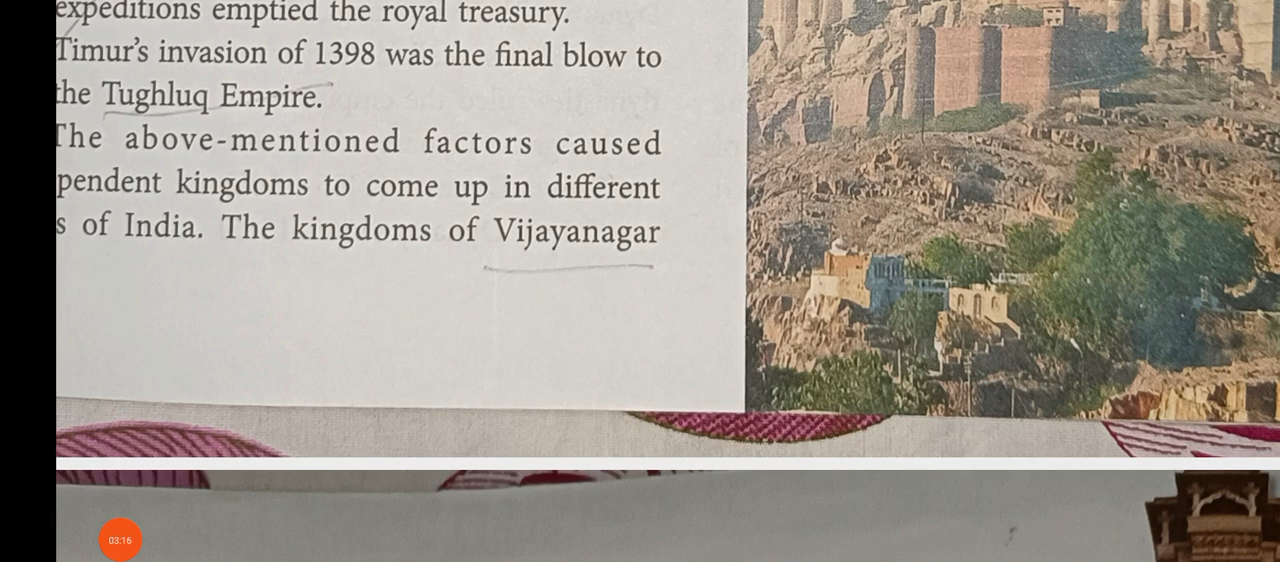 expeditions emptied the royal treasury.
Timur's invasion of 1398 was the final blow to
the Tughluq Empire.
The above-mentioned factors caused
pendent kingdoms to come up in different
s of India. The kingdoms of Vijayanagar
03:16